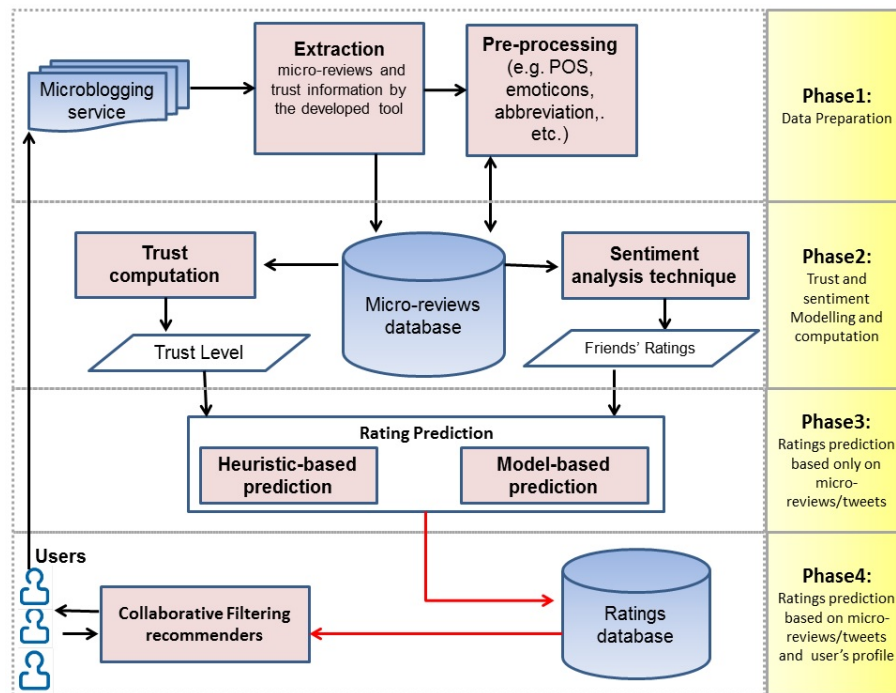 Microblogging
service
Extraction
micro-reviews and
trust information by
the developed tool
Pre-processing
(e.g. POS,
emoticons,
abbreviation,.
etc.)
Phase1:
Data Preparation
Trust
computation
Micro-reviews
database
Sentiment
analysis technique
Trust Level
Friends' Ratings
Phase2:
Trust and
sentiment
Modelling and
computation
Rating Prediction
Heuristic-based
prediction
Model-based
prediction
Phase3:
Ratings prediction
based only on
micro-
reviews/tweets
Users
Collaborative Filtering
recommenders
Ratings
database
Phase4:
Ratings prediction
based on micro-
reviews/tweets
and user's profile